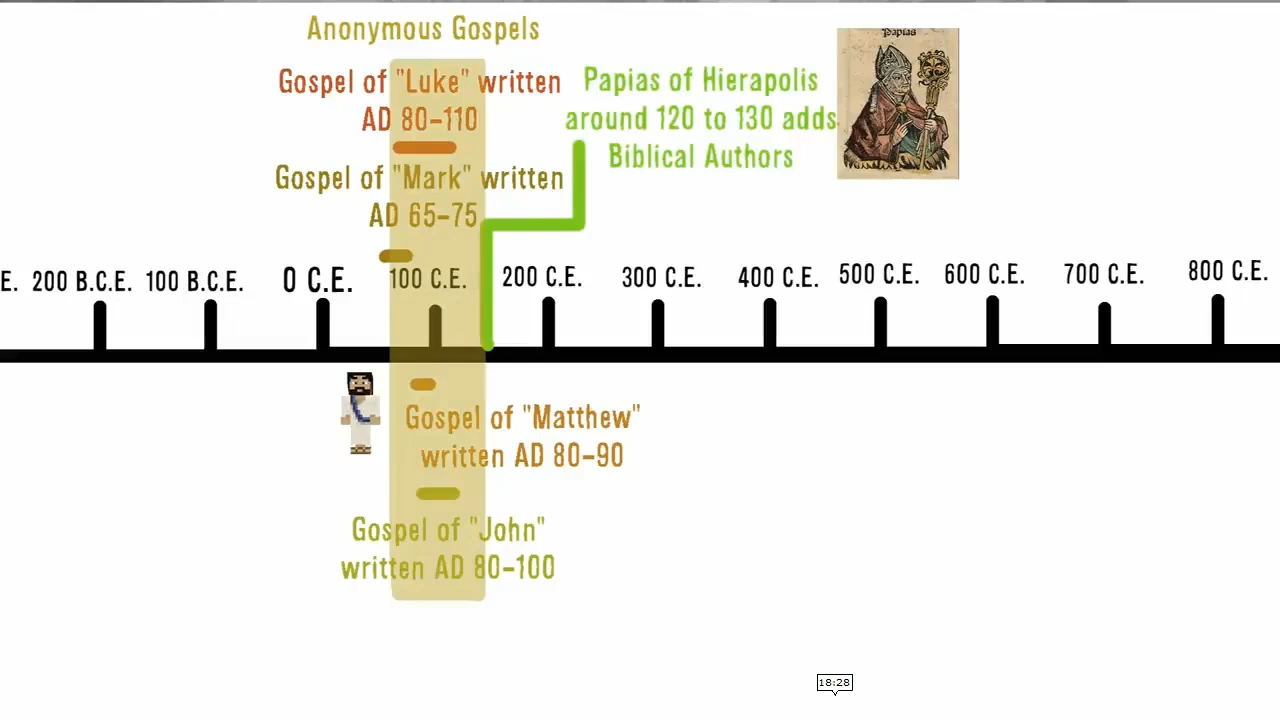 Anonymous Gospels
Gospel of "Luke" written
AD 80-110
Gospel of "Mark" written
AD 65-75
Papias of Hierapolis
around 120 to 130 adds
Biblical Authors
Papias
E. 200 B.C.E. 100 B.C.E. 0 C.E. 100 C.E. 200 C.E. 300 C.E. 400 C.E. 500 C.E. 600 C.E. 700 C.E. 800 C.E.
Gospel of "Matthew"
written AD 80-90
Gospel of "John"
written AD 80-100
18:28